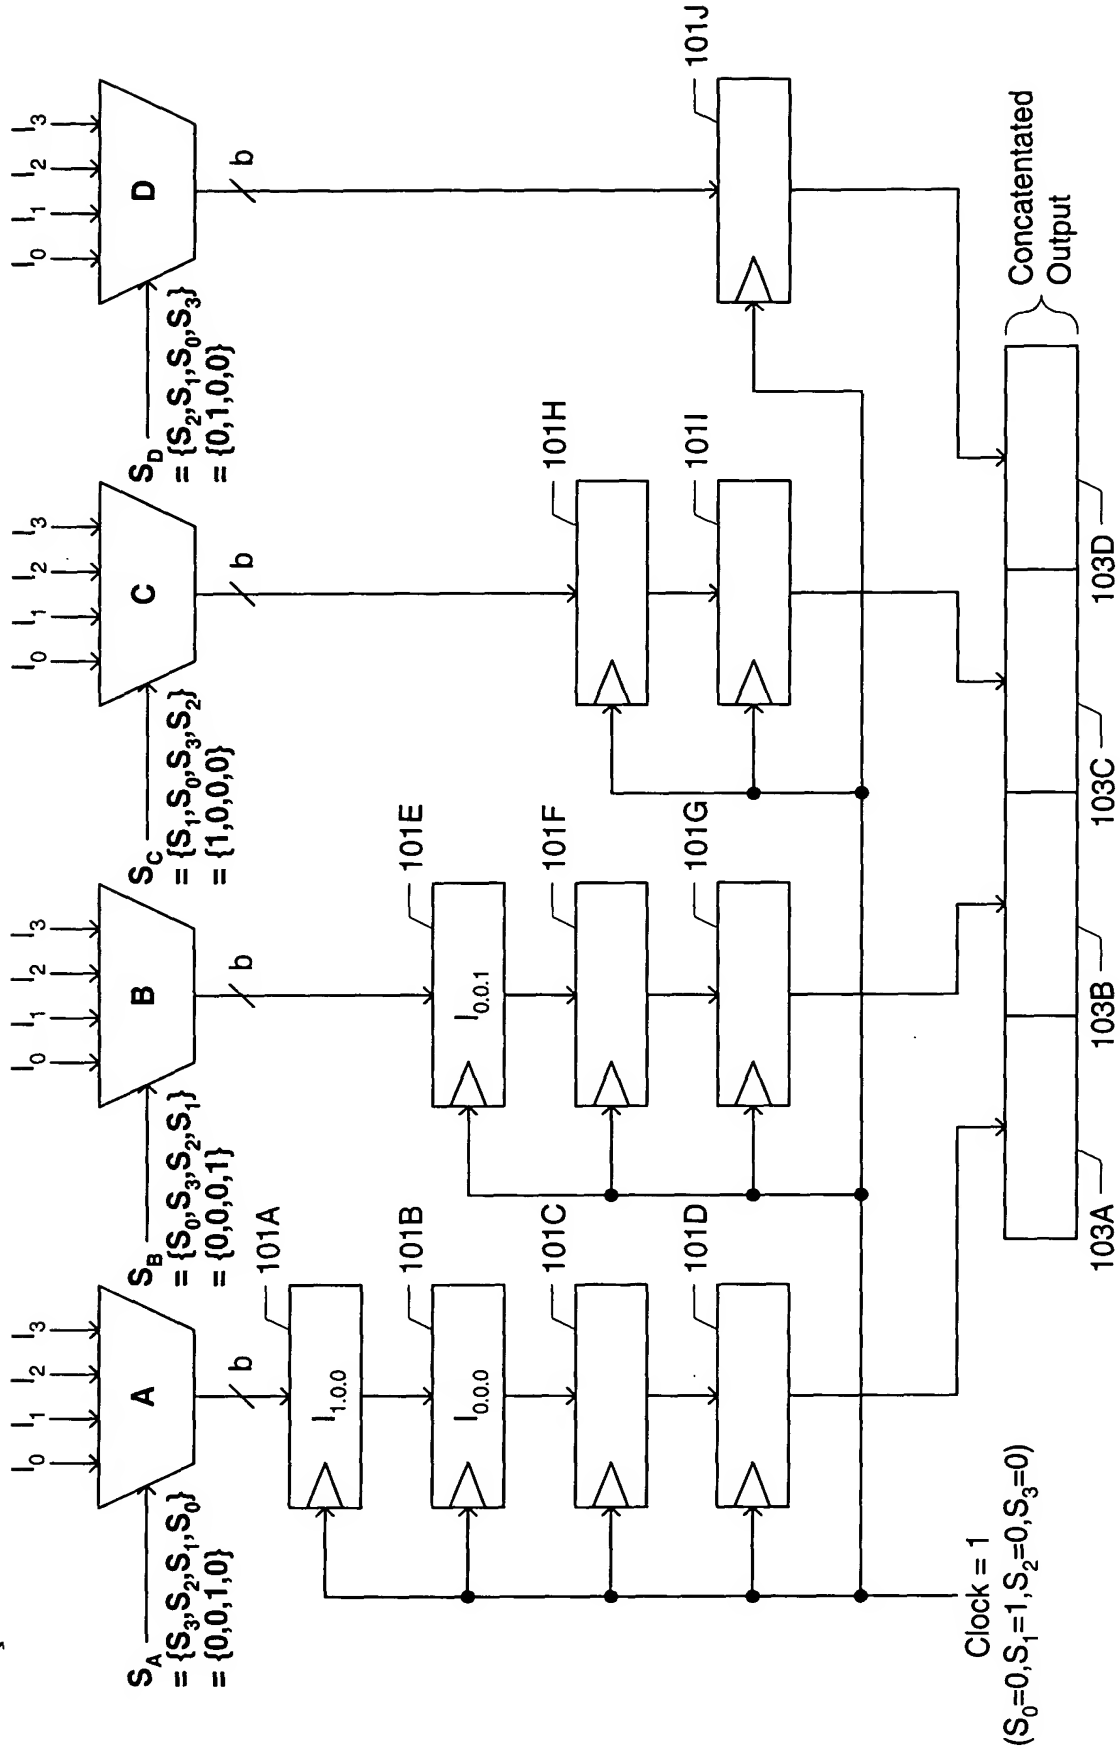 I0 I1 I2 I3
A
SA
= {S3,S2,S1,S0}
= {0,0,1,0}
b
I0 I1 I2 I3
B
SB
= {S0,S3,S2,S1}
= {0,0,0,1}
b
I0 I1 I2 I3
C
SC
= {S1,S0,S3,S2}
= {1,0,0,0}
b
I0 I1 I2 I3
D
SD
= {S2,S1,S0,S3}
= {0,1,0,0}
b
101A
I1.0.0
101B
I0.0.0
101C
101D
101E
I0.0.1
101F
101G
101H
101I
101J
Clock = 1
(S0=0,S1=1,S2=0,S3=0)
103A
103B
103C
103D
Concatentated
Output